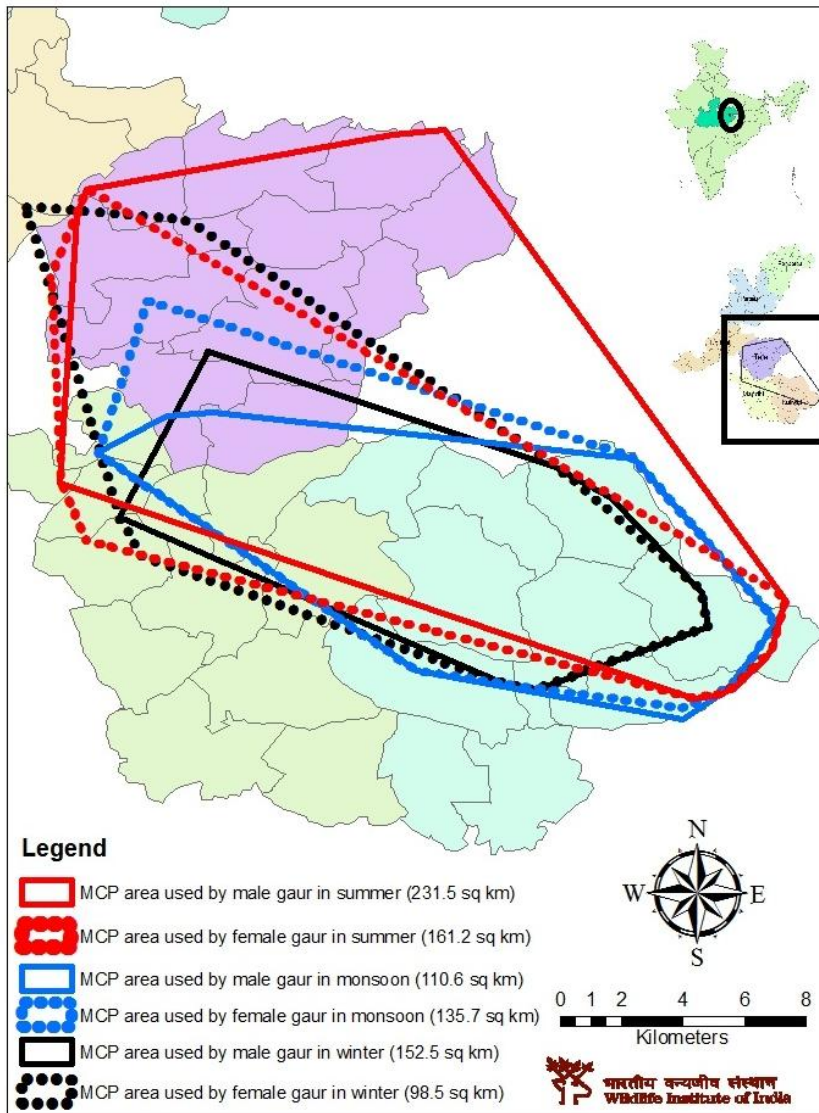 Legend
MCP area used by male gaur in summer (231.5 sq km)
MCP area used by female gaur in summer (161.2 sq km)
MCP area used by male gaur in monsoon (110.6 sq km)
MCP area used by female gaur in monsoon (135.7 sq km)
MCP area used by male gaur in winter (152.5 sq km)
MCP area used by female gaur in winter (98.5 sq km)
N
W E
S
0 1 2 4 6 8
Kilometers
भारतीय वन्यजीव संस्थान
Wildlife Institute of India